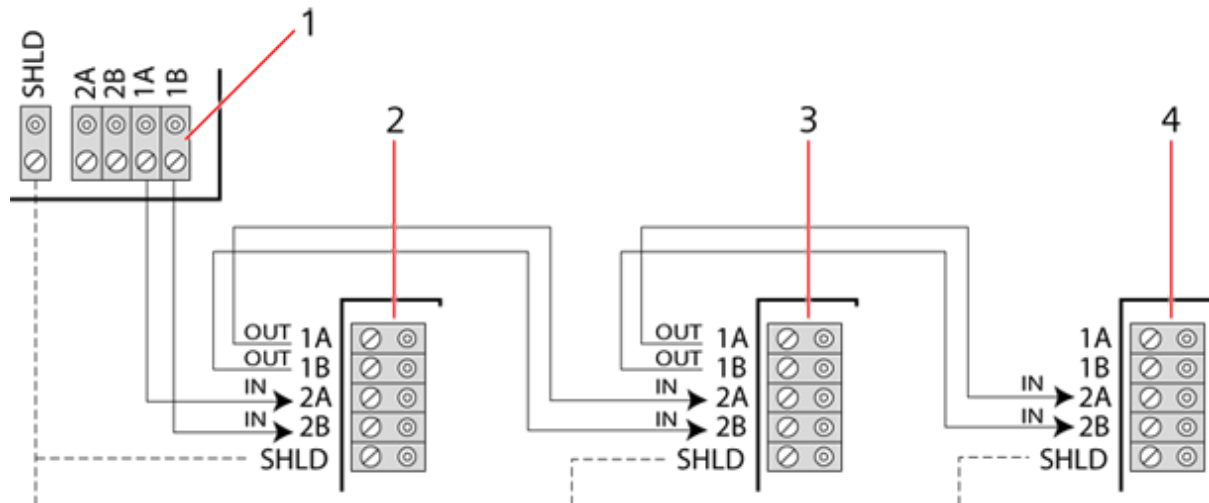 1
SHLD
2A
2B
1A
1B
2
3
4
OUT 1A
OUT 1B
IN 2A
IN 2B
SHLD
OUT 1A
OUT 1B
IN 2A
IN 2B
SHLD
1A
1B
IN 2A
IN 2B
SHLD